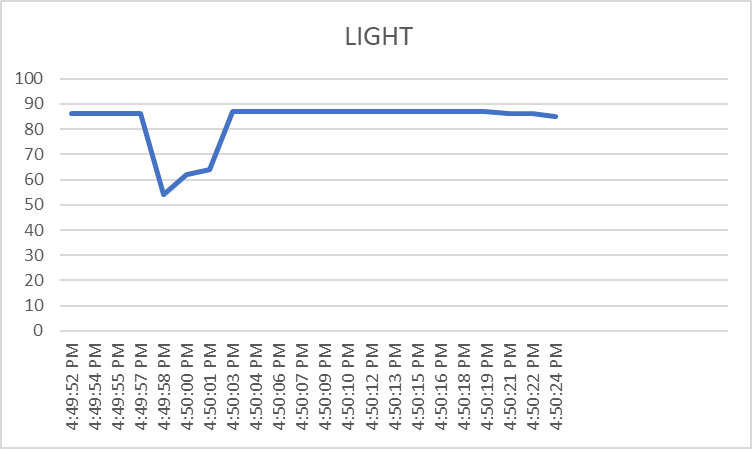 LIGHT
100
90
80
70
60
50
40
30
20
10
0
4:49:52 PM
4:49:54 PM
4:49:55 PM
4:49:57 PM
4:49:58 PM
4:50:00 PM
4:50:01 PM
4:50:03 PM
4:50:04 PM
4:50:06 PM
4:50:07 PM
4:50:09 PM
4:50:10 PM
4:50:12 PM
4:50:13 PM
4:50:15 PM
4:50:16 PM
4:50:18 PM
4:50:19 PM
4:50:21 PM
4:50:22 PM
4:50:24 PM